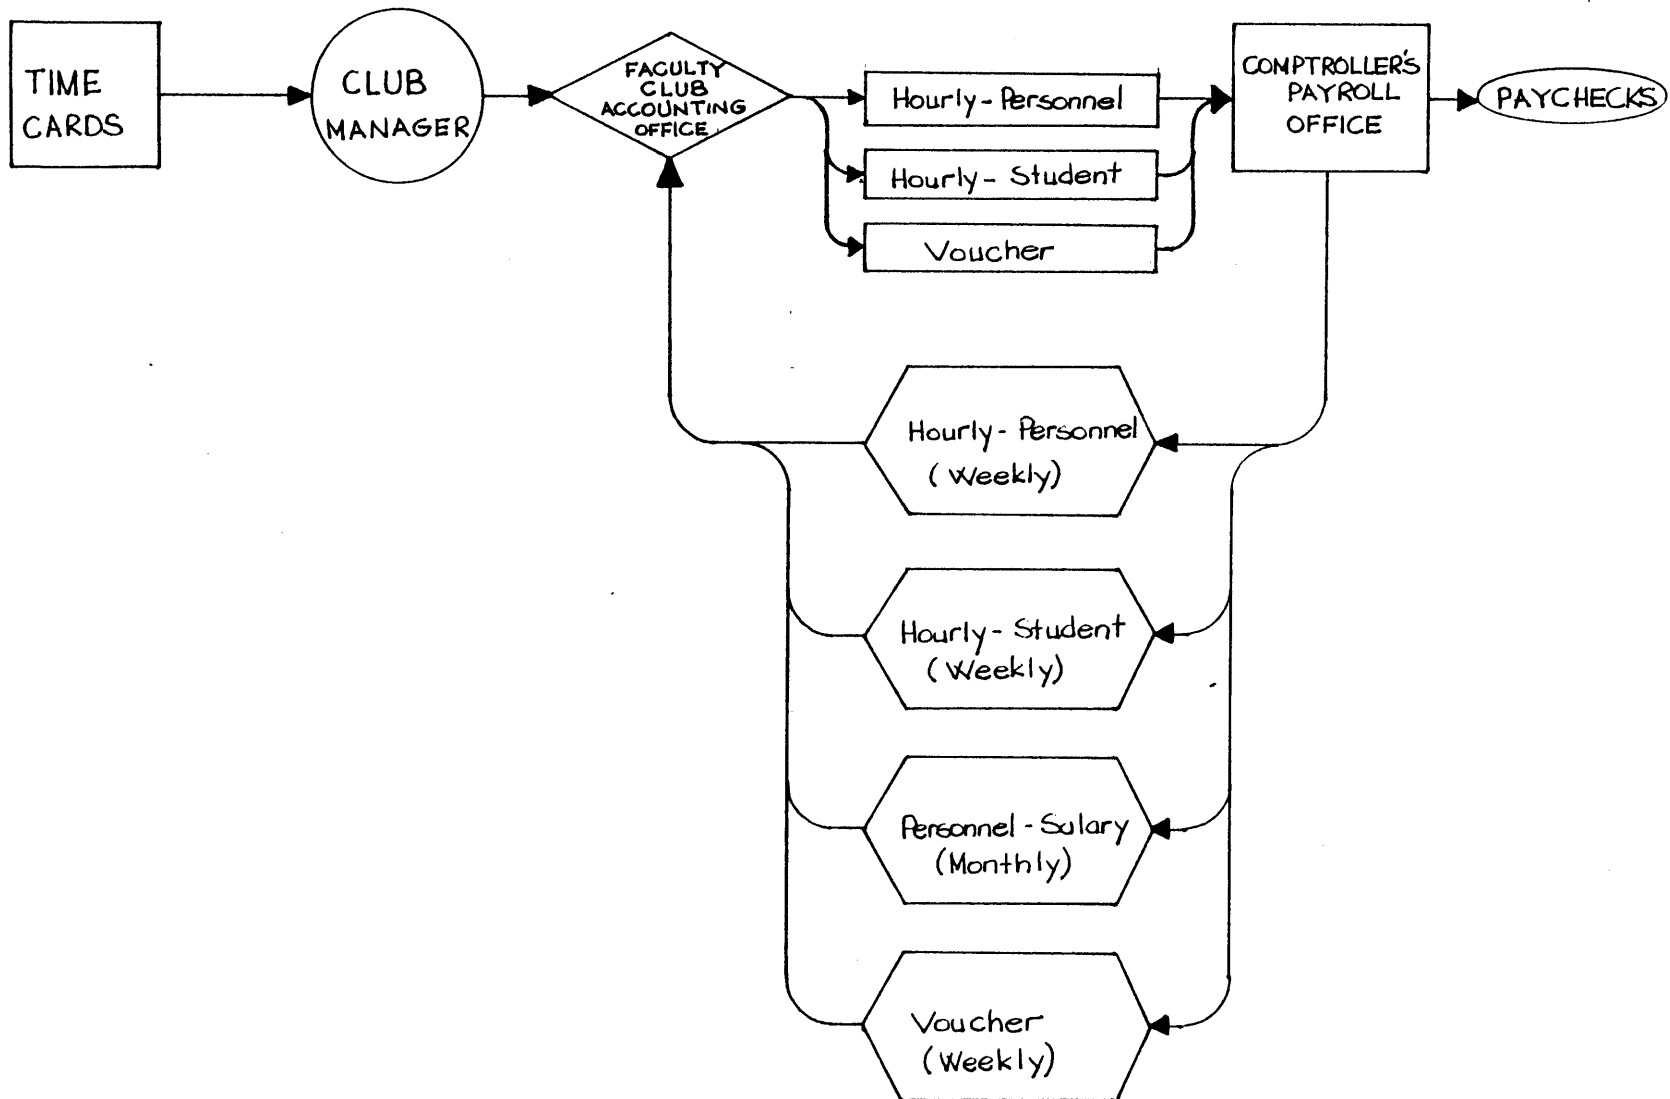 TIME
CARDS
CLUB
MANAGER
FACULTY
CLUB
ACCOUNTING
OFFICE
Hourly-Personnel
Hourly- Student
Voucher
COMPTROLLER'S
PAYROLL
OFFICE
PAYCHECKS
Hourly- Personnel
(Weekly)
Hourly- Student
(Weekly)
Personnel-Salary
(Monthly)
Voucher
(Weekly)